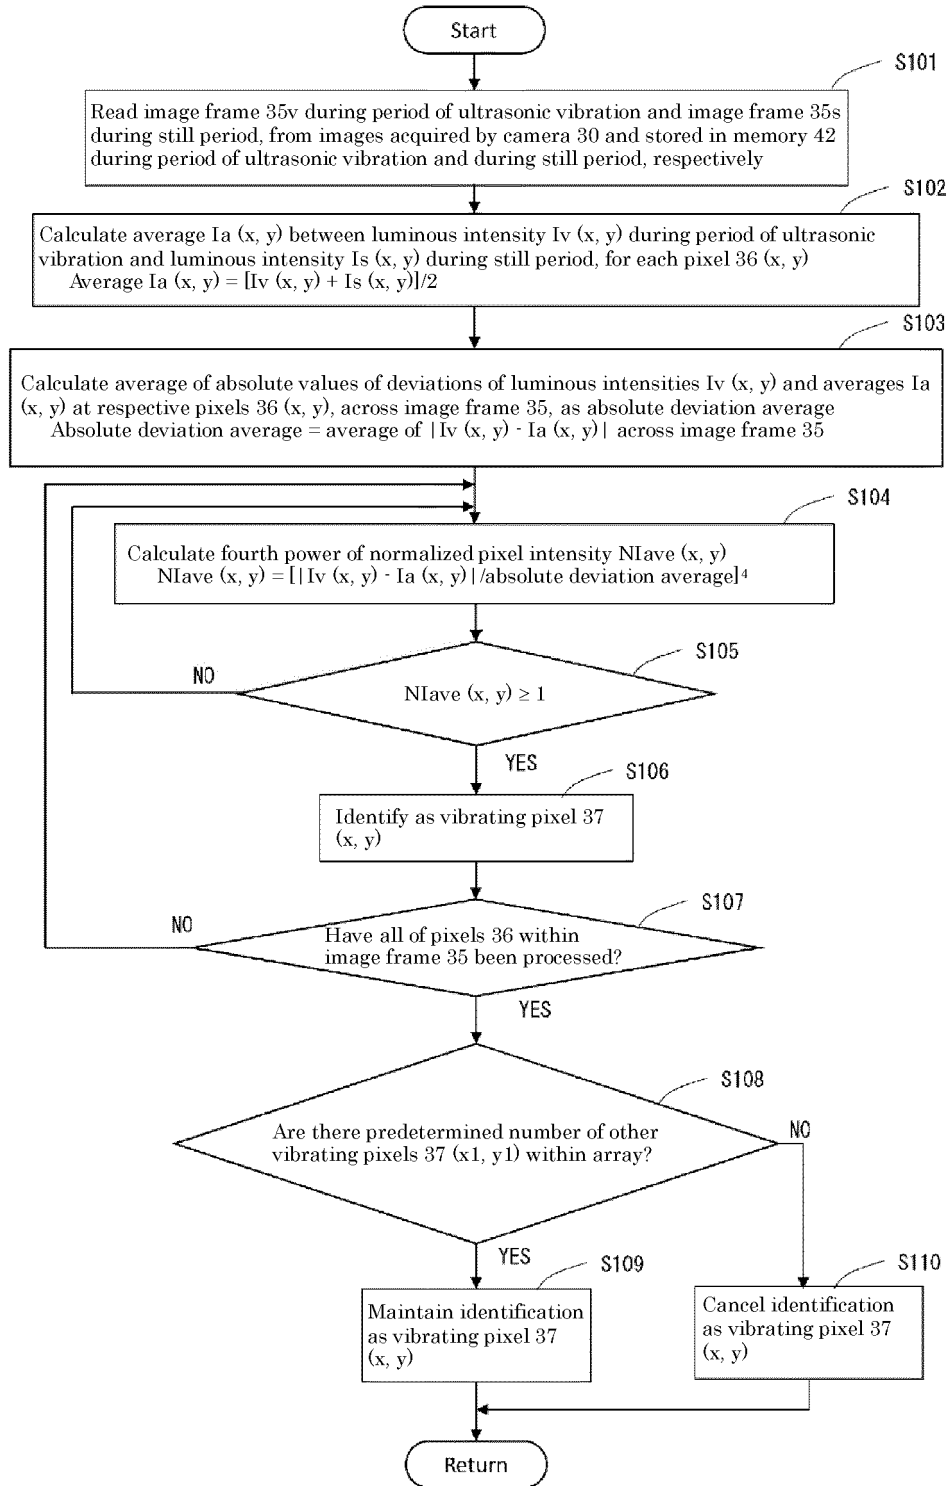 Start
S101
Read image frame 35v during period of ultrasonic vibration and image frame 35s
during still period, from images acquired by camera 30 and stored in memory 42
during period of ultrasonic vibration and during still period, respectively
S102
Calculate average Ia (x, y) between luminous intensity Iv (x, y) during period of ultrasonic
vibration and luminous intensity Is (x, y) during still period, for each pixel 36 (x, y)
Average Ia (x, y) = [Iv (x, y) + Is (x, y)]/2
S103
Calculate average of absolute values of deviations of luminous intensities Iv (x, y) and averages Ia
(x, y) at respective pixels 36 (x, y), across image frame 35, as absolute deviation average
Absolute deviation average = average of |Iv (x, y) - Ia (x, y)| across image frame 35
S104
Calculate fourth power of normalized pixel intensity NIave (x, y)
NIave (x, y) = [|Iv (x, y) - Ia (x, y)|/absolute deviation average]⁴
S105
NO
NIave (x, y) ≥ 1
YES
S106
Identify as vibrating pixel 37
(x, y)
S107
NO
Have all of pixels 36 within
image frame 35 been processed?
YES
S108
Are there predetermined number of other
vibrating pixels 37 (x1, y1) within array?
NO
YES
S109
Maintain identification
as vibrating pixel 37
(x, y)
S110
Cancel identification
as vibrating pixel 37
(x, y)
Return